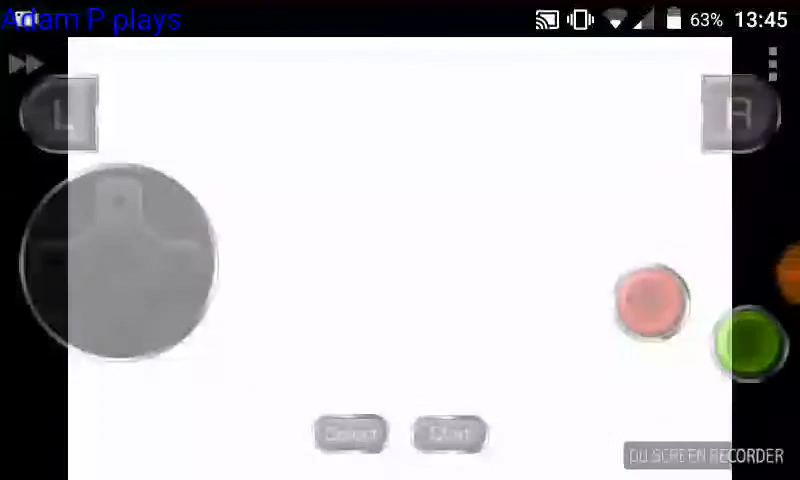 Adam P plays
63% 13:45
L
R
Select Start
DU SCREEN RECORDER